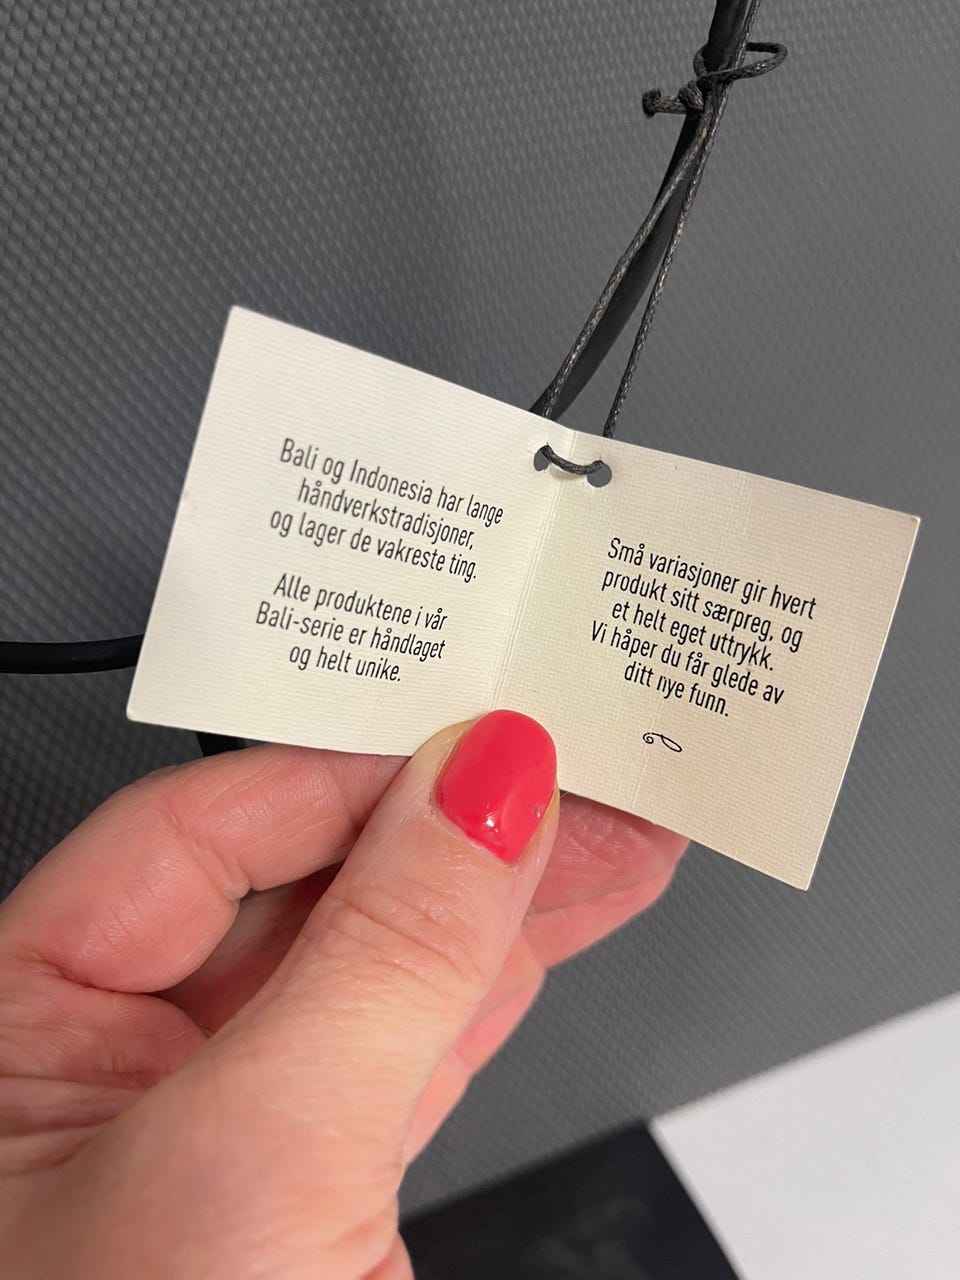 Bali og Indonesia har lange
håndverkstradisjoner,
og lager de vakreste ting.
Alle produktene i vår
Bali-serie er håndlaget
og helt unike.
Små variasjoner gir hvert
produkt sitt særpreg, og
et helt eget uttrykk.
Vi håper du får glede av
ditt nye funn.